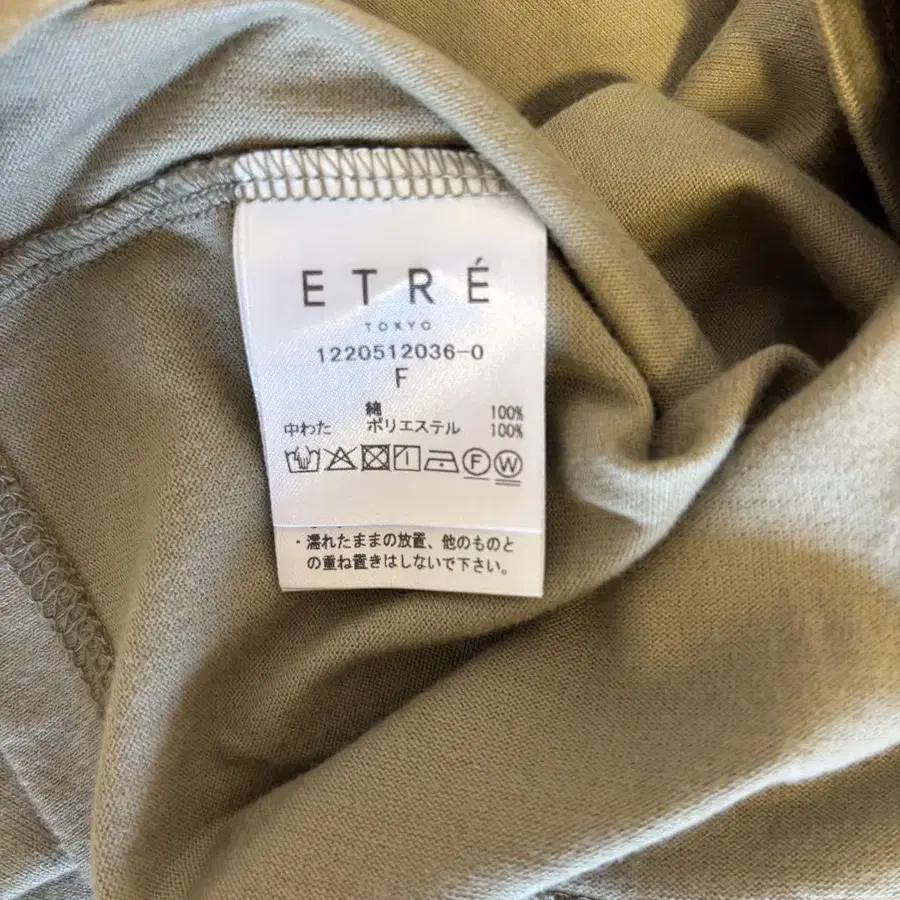 ETRÉ
TOKYO
1220512036-0
F
綿 100%
中わた ポリエステル 100%
F W
・濡れたままの放置、他のものと
の重ね置きはしないで下さい。